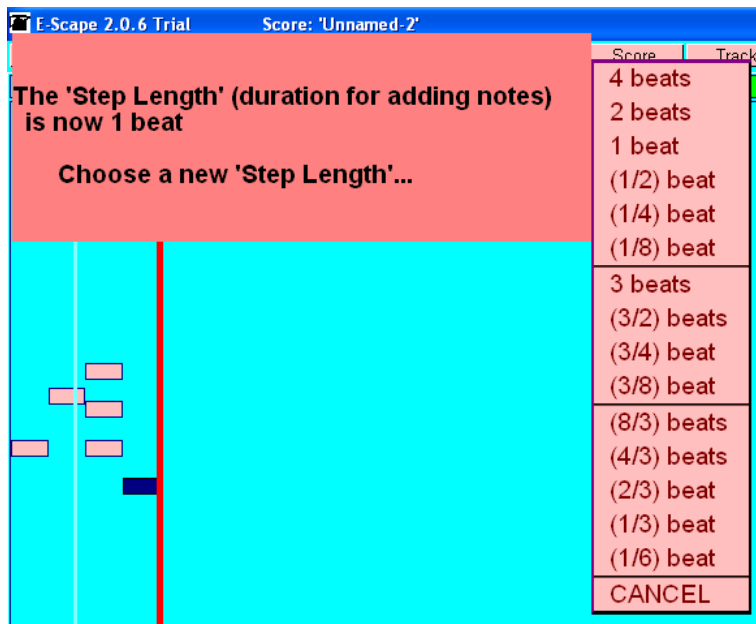 E-Scape 2.0.6 Trial Score: 'Unnamed-2'
Score Track
The 'Step Length' (duration for adding notes)
is now 1 beat
Choose a new 'Step Length'...
4 beats
2 beats
1 beat
(1/2) beat
(1/4) beat
(1/8) beat
3 beats
(3/2) beats
(3/4) beat
(3/8) beat
(8/3) beats
(4/3) beats
(2/3) beat
(1/3) beat
(1/6) beat
CANCEL